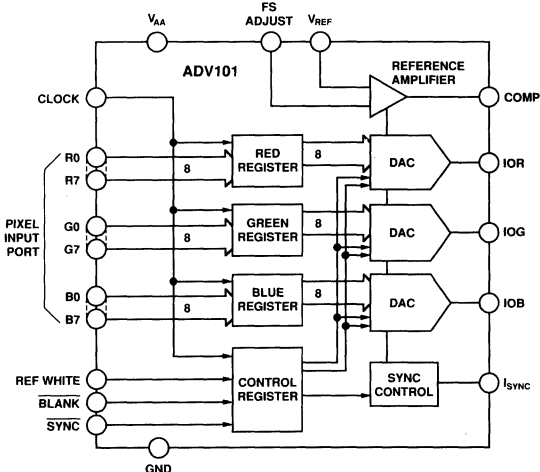 FS
ADJUST
VAA
VREF
ADV101
REFERENCE
AMPLIFIER
CLOCK
COMP
R0
R7
8
RED
REGISTER
8
DAC
IOR
PIXEL
INPUT
PORT
G0
G7
8
GREEN
REGISTER
8
DAC
IOG
B0
B7
8
BLUE
REGISTER
8
DAC
IOB
REF WHITE
BLANK
SYNC
CONTROL
REGISTER
SYNC
CONTROL
ISYNC
GND